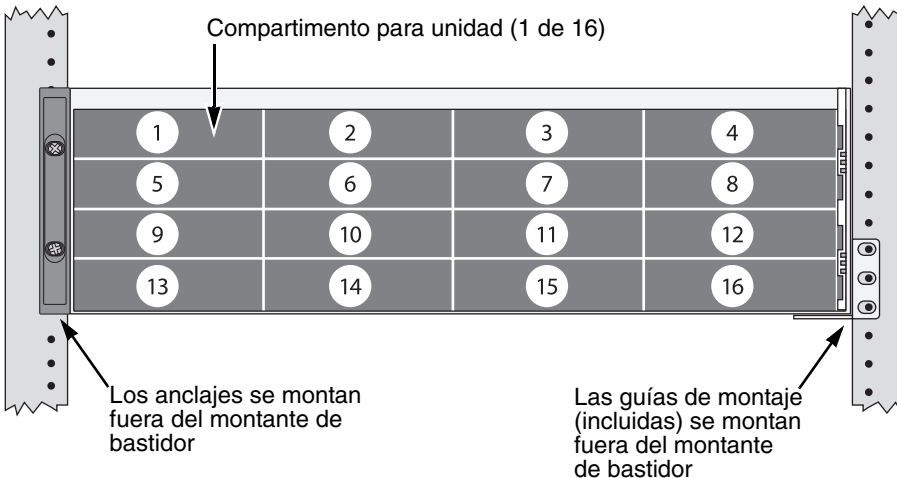 Compartimento para unidad (1 de 16)
1 2 3 4
5 6 7 8
9 10 11 12
13 14 15 16
Los anclajes se montan
fuera del montante de
bastidor
Las guías de montaje
(incluidas) se montan
fuera del montante
de bastidor